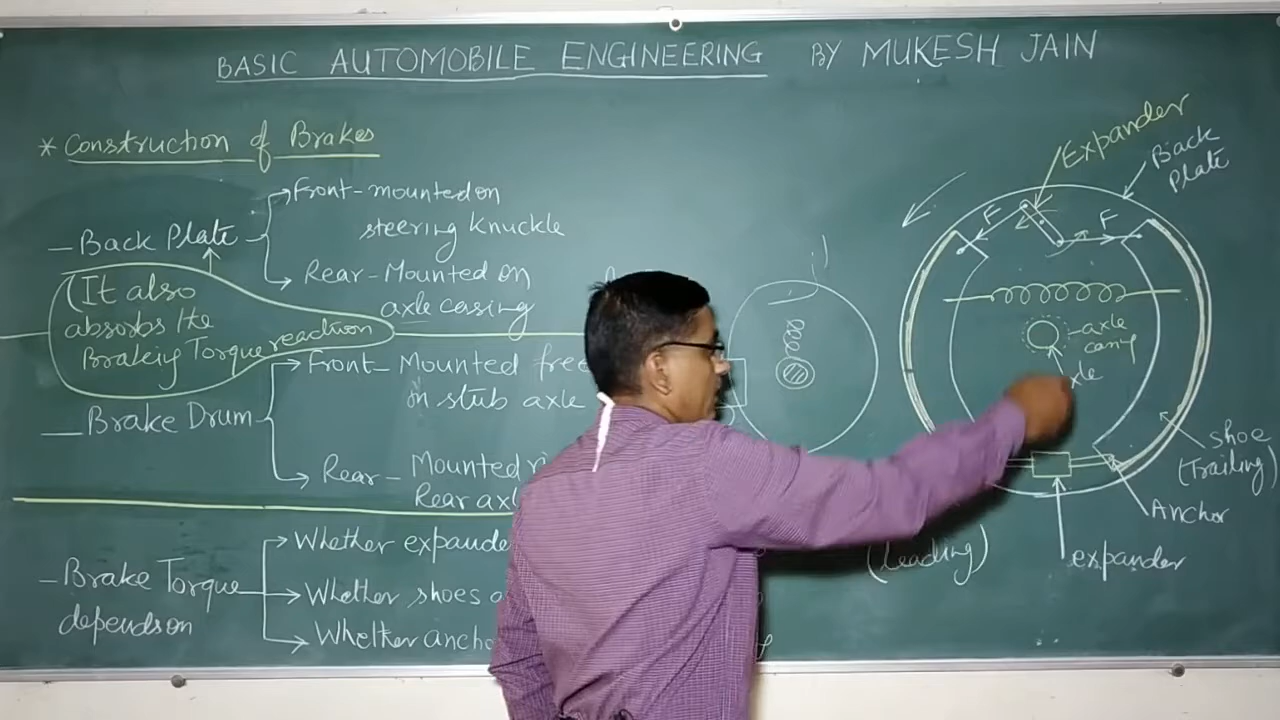 BASIC AUTOMOBILE ENGINEERING BY MUKESH JAIN
* Construction of Brakes
- Back Plate
Front - mounted on
steering knuckle
Rear - Mounted on
axle casing
(It also
absorbs the
Braking Torque reaction
- Brake Drum
Front - Mounted free
on stub axle
Rear - Mounted
Rear
- Brake Torque
depends on
Whether expande
Whether shoes
Whether ancho
Expander
Back
Plate
F
F
axle
shoe
(Trailing)
Anchor
expander
(Leading)